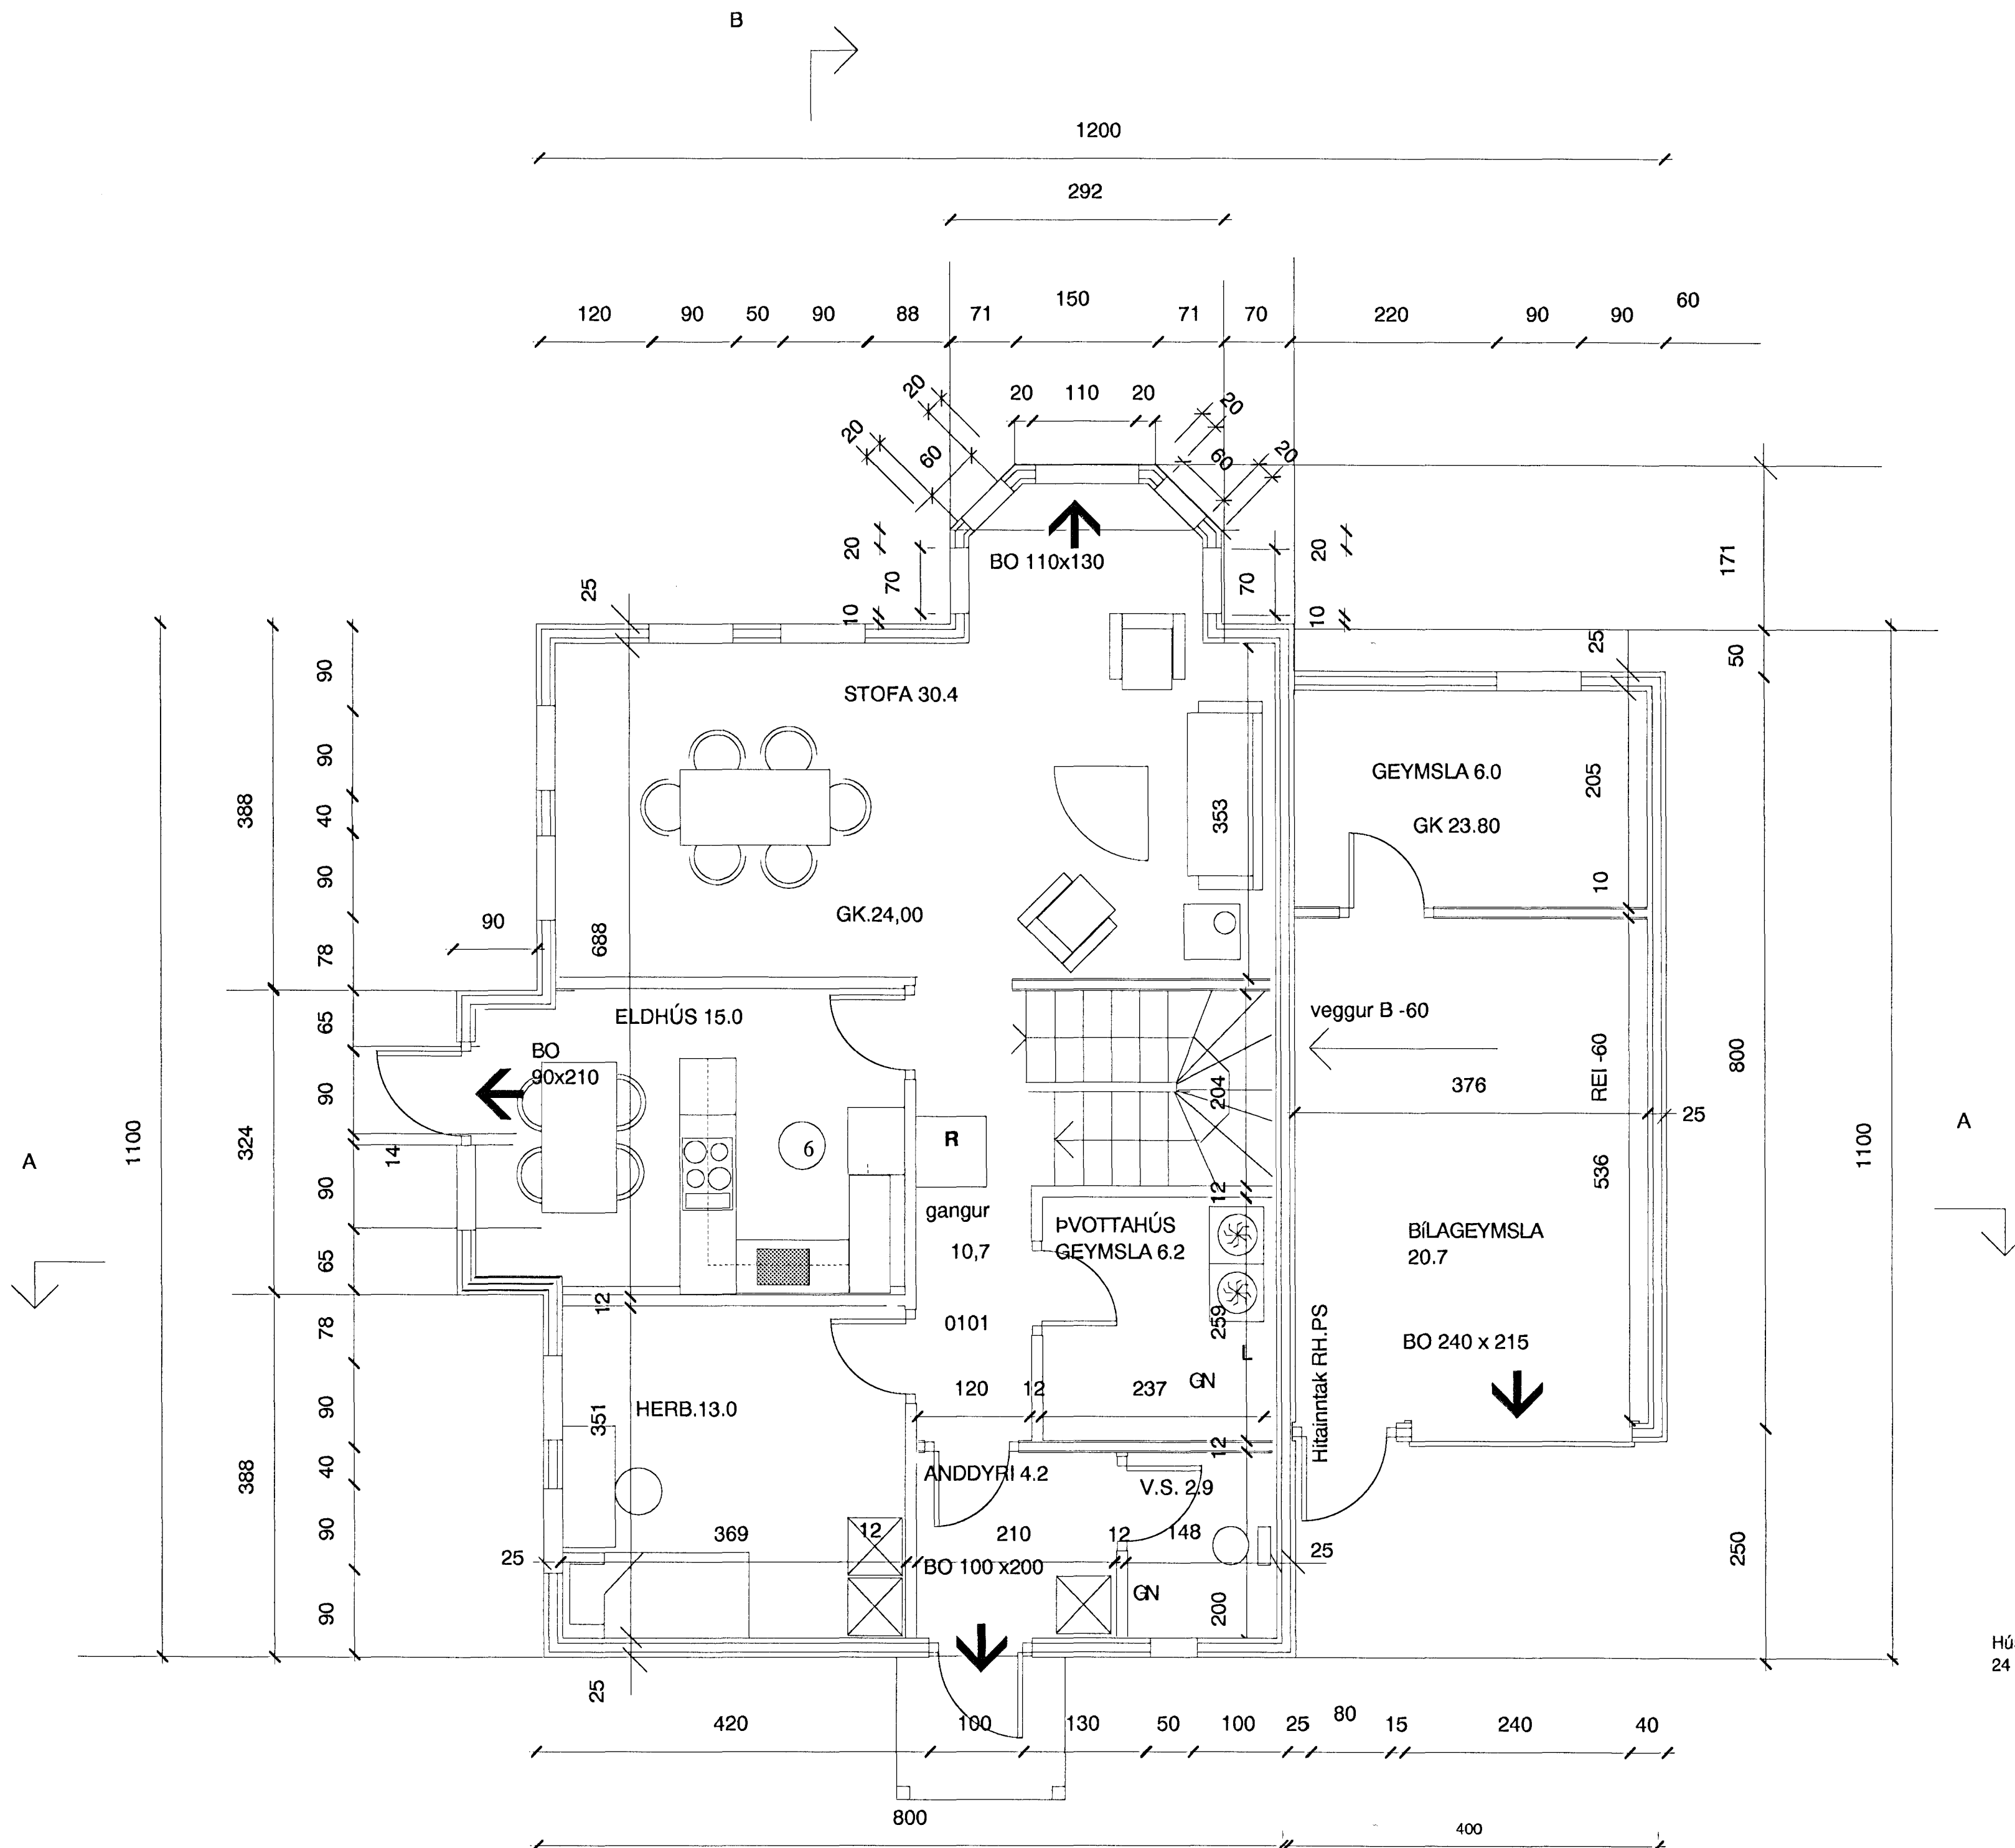 B
1200
292
120 90 50 90 88 71 150 71 70 220 90 90 60
20 110 20
20
20
60
20
60
20
20
70
10
BO 110x130
20
70
10
25
171
50
25
90
90
40
90
78
388
STOFA 30.4
353
GEYMSLA 6.0
GK 23.80
205
10
GK.24,00
90
688
ELDHÚS 15.0
BO
90x210
65
90
14
90
65
324
1100
A
204
veggur B -60
376
REI -60
25
800
1100
A
R
6
gangur
10,7
0101
12
ÞVOTTAHÚS
GEYMSLA 6.2
259
L
GN
536
BíLAGEYMSLA
20.7
BO 240 x 215
Hitainntak RH.PS
12
78
90
40
90
90
388
351
HERB.13.0
120 12 237
12
ANDDYRI 4.2
V.S. 2.9
25 369 12 210 12 148 25
BO 100 x200
GN
200
250
Hú
24
25
420 100 130 50 100 25 80 15 240 40
800 400